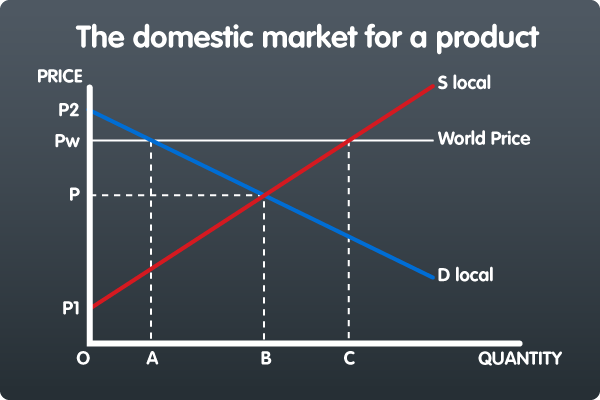 The domestic market for a product
PRICE
S local
P2
Pw
World Price
P
D local
P1
O
A
B
C
QUANTITY